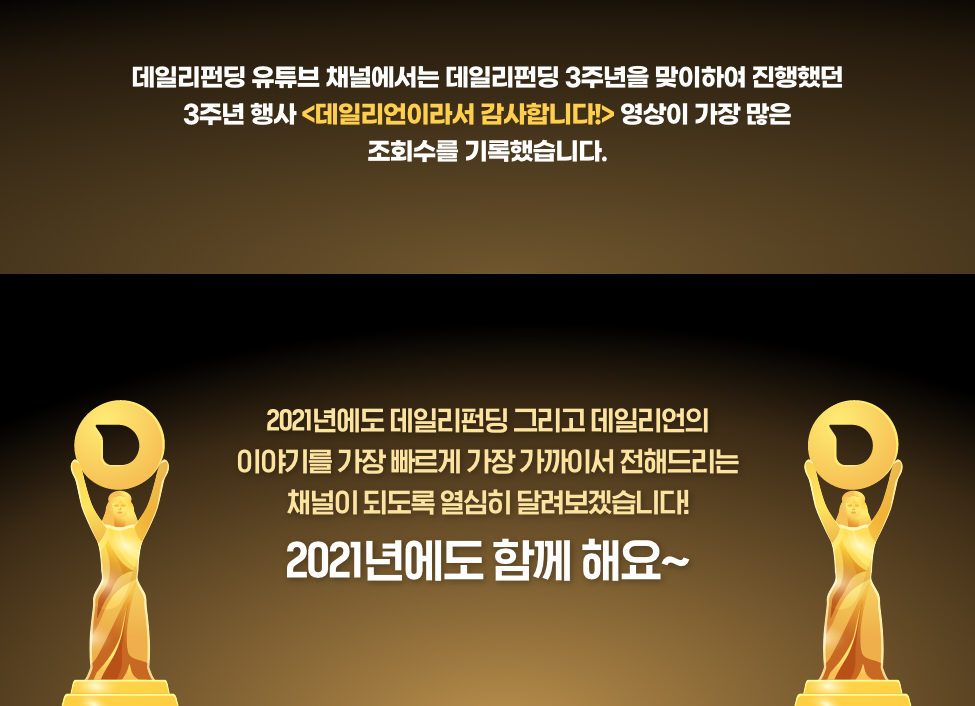 데일리펀딩 유튜브 채널에서는 데일리펀딩 3주년을 맞이하여 진행했던
3주년 행사 <데일리언이라서 감사합니다!> 영상이 가장 많은
조회수를 기록했습니다.
2021년에도 데일리펀딩 그리고 데일리언의
이야기를 가장 빠르게 가장 가까이서 전해드리는
채널이 되도록 열심히 달려보겠습니다!
2021년에도 함께 해요~